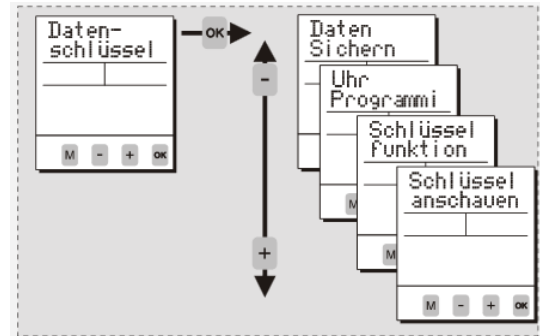 Daten-
schlüssel
M - + OK
OK
-
+
Daten
Sichern
Uhr
Programmi
M
Schlüssel
funktion
M
Schlüssel
anschauen
M - + OK